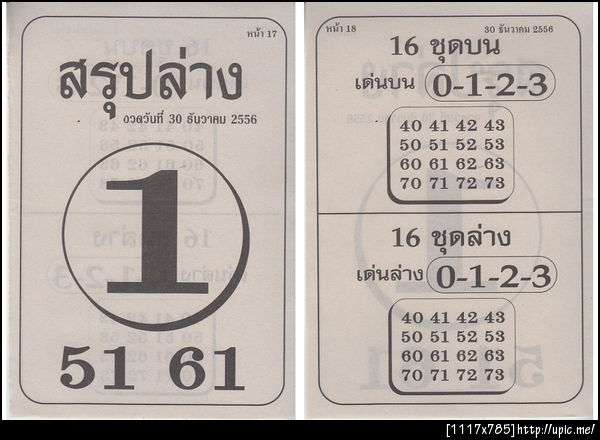 หน้า 17
สรุปล่าง
งวดวันที่ 30 ธันวาคม 2556
1
51 61
หน้า 18 30 ธันวาคม 2556
16 ชุดบน
เด่นบน 0-1-2-3
40 41 42 43
50 51 52 53
60 61 62 63
70 71 72 73
16 ชุดล่าง
เด่นล่าง 0-1-2-3
40 41 42 43
50 51 52 53
60 61 62 63
70 71 72 73
[1117x785]http://upic.me/